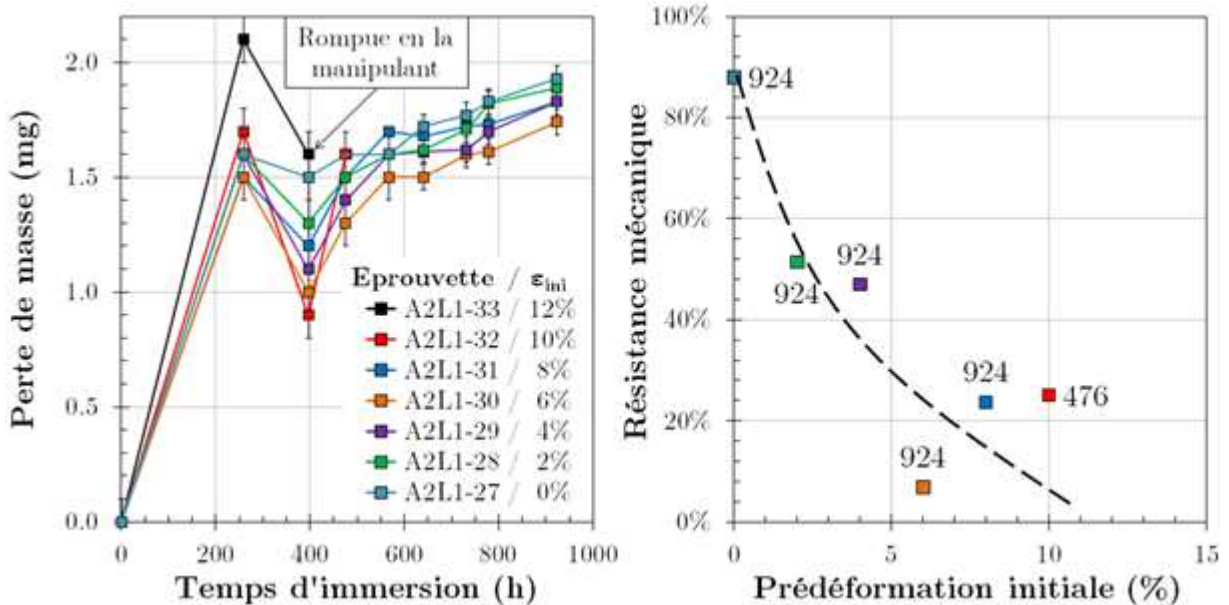 2.0
1.5
1.0
0.5
0.0
Perte de masse (mg)
Rompue en la
manipulant
Eprouvette / εini
A2L1-33 / 12%
A2L1-32 / 10%
A2L1-31 / 8%
A2L1-30 / 6%
A2L1-29 / 4%
A2L1-28 / 2%
A2L1-27 / 0%
0 200 400 600 800 1000
Temps d'immersion (h)
100%
80%
60%
40%
20%
0%
Résistance mécanique
924
924
924
924
924
476
0 5 10 15
Prédéformation initiale (%)